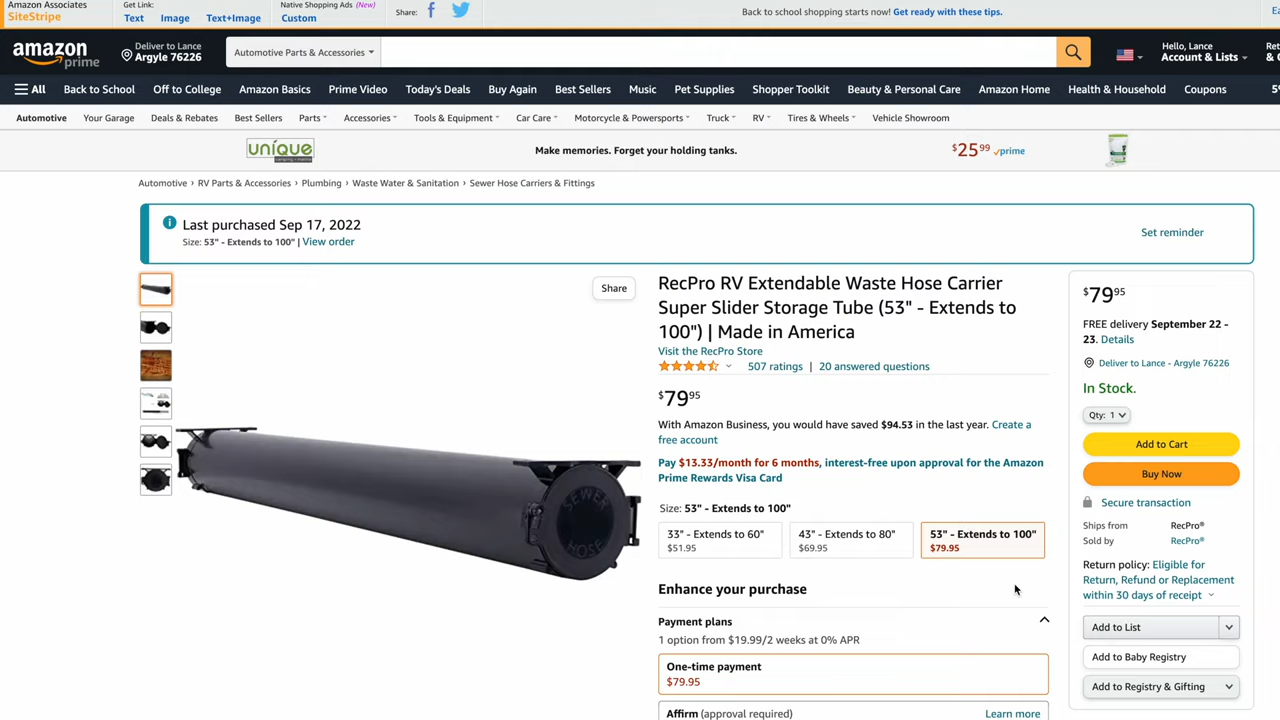 Amazon Associates
SiteStripe
Get Link:
Text Image Text+Image
Native Shopping Ads (New)
Custom
Share:
Back to school shopping starts now! Get ready with these tips.
amazon
prime
Deliver to Lance
Argyle 76226
Automotive Parts & Accessories
Hello, Lance
Account & Lists
All Back to School Off to College Amazon Basics Prime Video Today's Deals Buy Again Best Sellers Music Pet Supplies Shopper Toolkit Beauty & Personal Care Amazon Home Health & Household Coupons
Automotive Your Garage Deals & Rebates Best Sellers Parts Accessories Tools & Equipment Car Care Motorcycle & Powersports Truck RV Tires & Wheels Vehicle Showroom
unique
Make memories. Forget your holding tanks.
$25 99 prime
Automotive › RV Parts & Accessories › Plumbing › Waste Water & Sanitation › Sewer Hose Carriers & Fittings
Last purchased Sep 17, 2022
Size: 53" - Extends to 100" | View order
Set reminder
Share
SEWER
HOSE
RecPro RV Extendable Waste Hose Carrier
Super Slider Storage Tube (53" - Extends to
100") | Made in America
Visit the RecPro Store
507 ratings | 20 answered questions
$79 95
With Amazon Business, you would have saved $94.53 in the last year. Create a
free account
Pay $13.33/month for 6 months, interest-free upon approval for the Amazon
Prime Rewards Visa Card
Size: 53" - Extends to 100"
33" - Extends to 60"
$51.95
43" - Extends to 80"
$69.95
53" - Extends to 100"
$79.95
Enhance your purchase
Payment plans
1 option from $19.99/2 weeks at 0% APR
One-time payment
$79.95
Affirm (approval required) Learn more
$79 95
FREE delivery September 22 -
23. Details
Deliver to Lance - Argyle 76226
In Stock.
Qty: 1
Add to Cart
Buy Now
Secure transaction
Ships from RecPro®
Sold by RecPro®
Return policy: Eligible for
Return, Refund or Replacement
within 30 days of receipt
Add to List
Add to Baby Registry
Add to Registry & Gifting